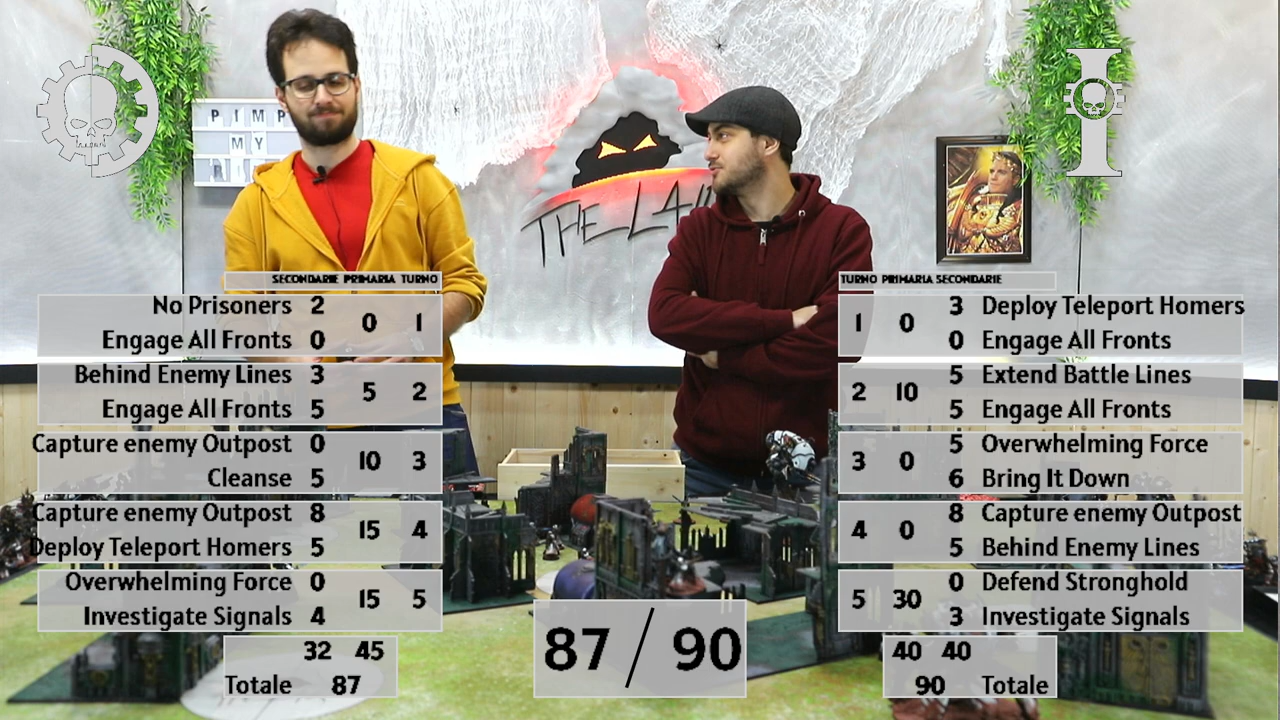 PIMP
MY
THE LAI
SECONDARIE PRIMARIA TURNO
No Prisoners 2
0 1
Engage All Fronts 0
Behind Enemy Lines 3
5 2
Engage All Fronts 5
Capture enemy Outpost 0
10 3
Cleanse 5
Capture enemy Outpost 8
15 4
Deploy Teleport Homers 5
Overwhelming Force 0
15 5
Investigate Signals 4
32 45
Totale 87
87 / 90
TURNO PRIMARIA SECONDARIE
3 Deploy Teleport Homers
1 0
0 Engage All Fronts
5 Extend Battle Lines
2 10
5 Engage All Fronts
5 Overwhelming Force
3 0
6 Bring It Down
8 Capture enemy Outpost
4 0
5 Behind Enemy Lines
0 Defend Stronghold
5 30
3 Investigate Signals
40 40
90 Totale